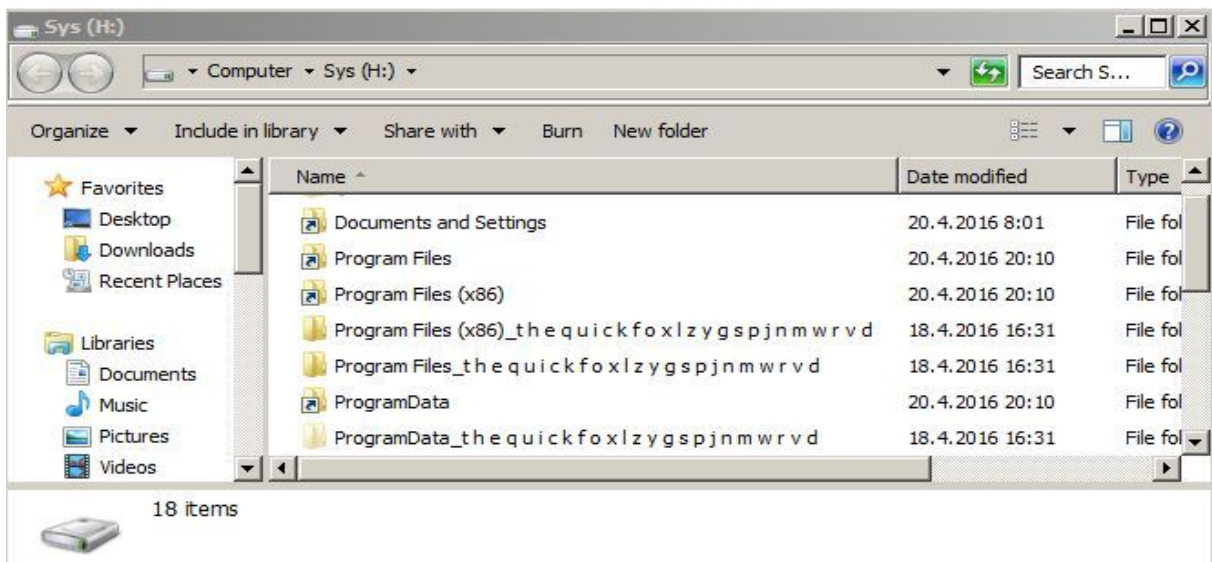 Sys (H:)
Computer Sys (H:)
Search S...
Organize Include in library Share with Burn New folder
Name Date modified Type
Favorites
Desktop
Downloads
Recent Places
Libraries
Documents
Music
Pictures
Videos
Documents and Settings 20.4.2016 8:01 File fol
Program Files 20.4.2016 20:10 File fol
Program Files (x86) 20.4.2016 20:10 File fol
Program Files (x86)_t h e q u i c k f o x l z y g s p j n m w r v d 18.4.2016 16:31 File fol
Program Files_t h e q u i c k f o x l z y g s p j n m w r v d 18.4.2016 16:31 File fol
ProgramData 20.4.2016 20:10 File fol
ProgramData_t h e q u i c k f o x l z y g s p j n m w r v d 18.4.2016 16:31 File fol
18 items